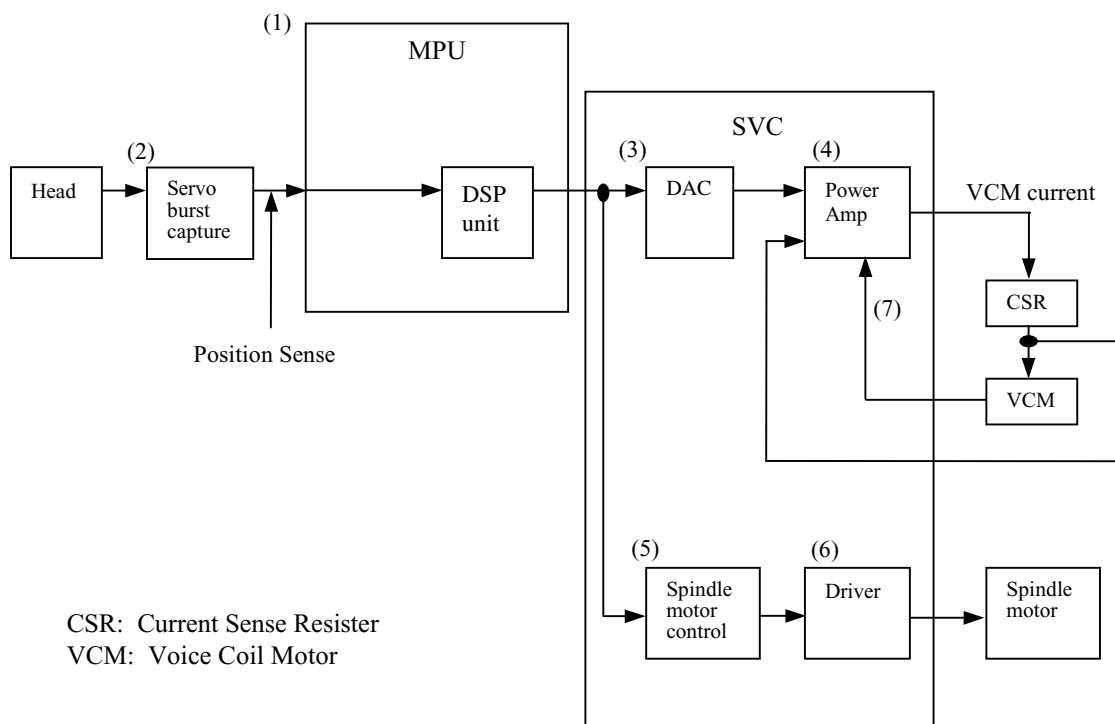 (1)
MPU
SVC
(2)
(3)
(4)
Head
Servo
burst
capture
DSP
unit
DAC
Power
Amp
VCM current
(7)
CSR
Position Sense
VCM
(5)
(6)
Spindle
motor
control
Driver
Spindle
motor
CSR: Current Sense Resister
VCM: Voice Coil Motor